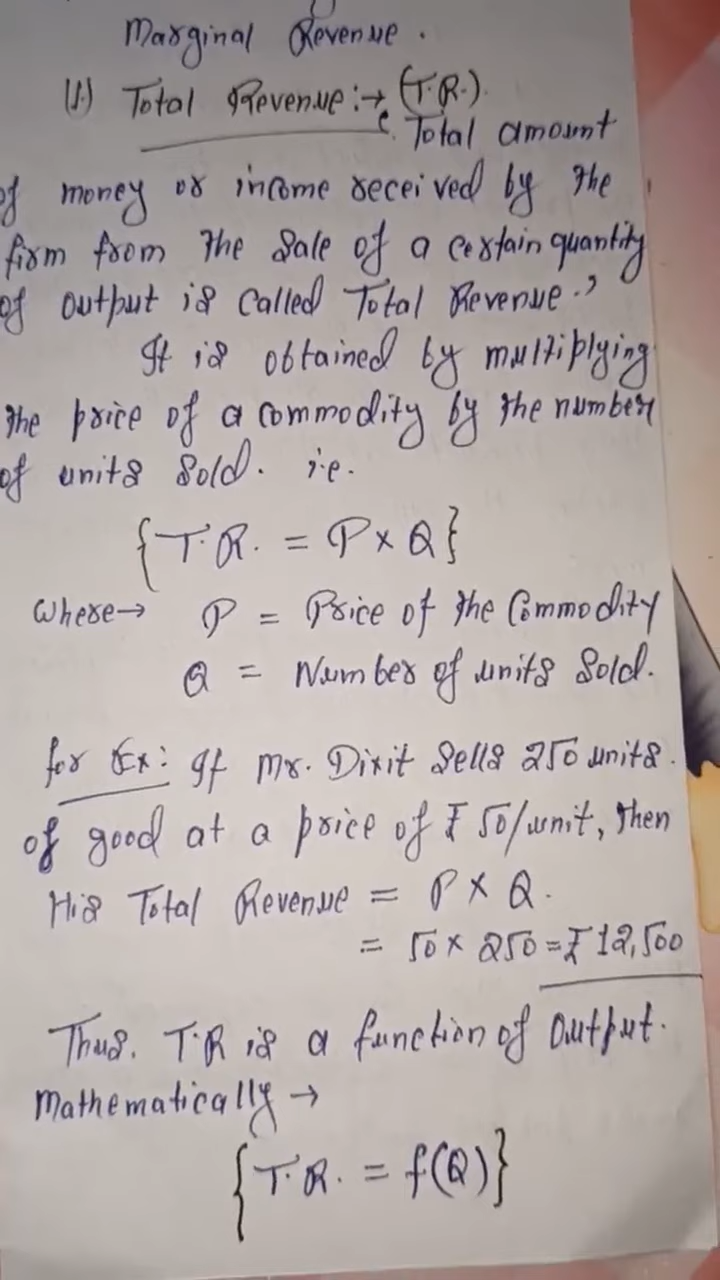 Marginal Revenue.
(1.) Total Revenue:→ (T.R.)
Total amount
of money or income received by the
firm from the sale of a certain quantity
of output is called Total Revenue."
It is obtained by multiplying
the price of a commodity by the number
of units sold. i.e.
{T.R. = P × Q}
Where→ P = Price of the Commodity
Q = Number of units sold.
for Ex: If Mr. Dixit sells 250 units
of good at a price of ₹ 50/unit, then
His Total Revenue = P × Q.
= 50 × 250 = ₹ 12,500
Thus. T.R is a function of output.
Mathematically →
{T.R. = f(Q)}